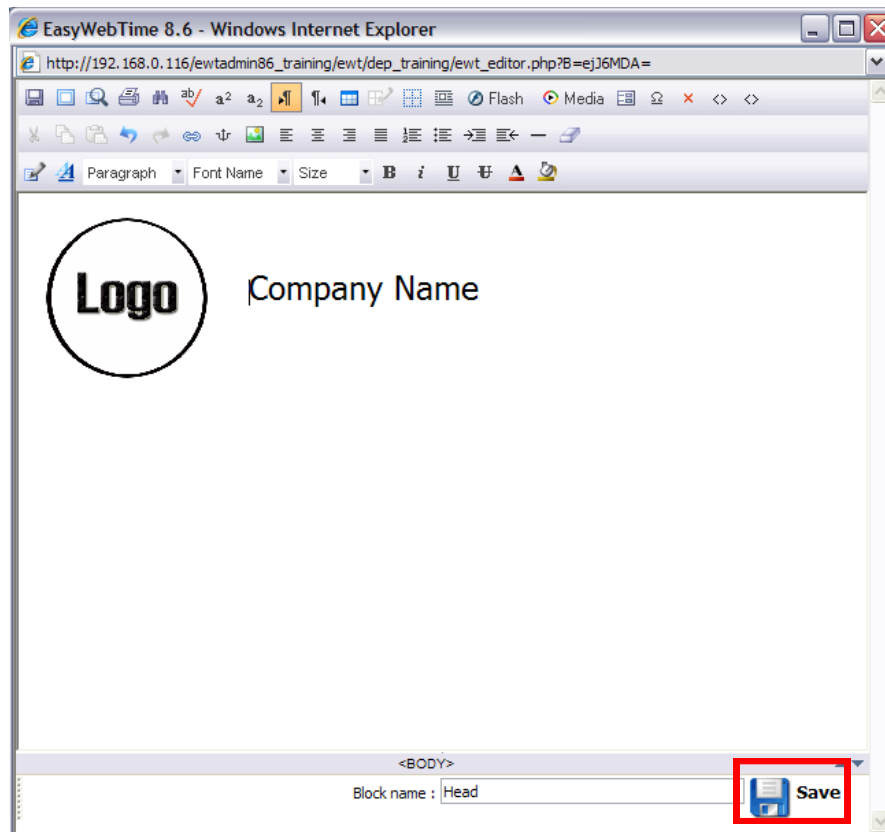 EasyWebTime 8.6 - Windows Internet Explorer
http://192.168.0.116/ewtadmin86_training/ewt/dep_training/ewt_editor.php?B=ejJ6MDA=
Flash Media
Paragraph Font Name Size B i U
Logo
Company Name
<BODY>
Block name : Head
Save